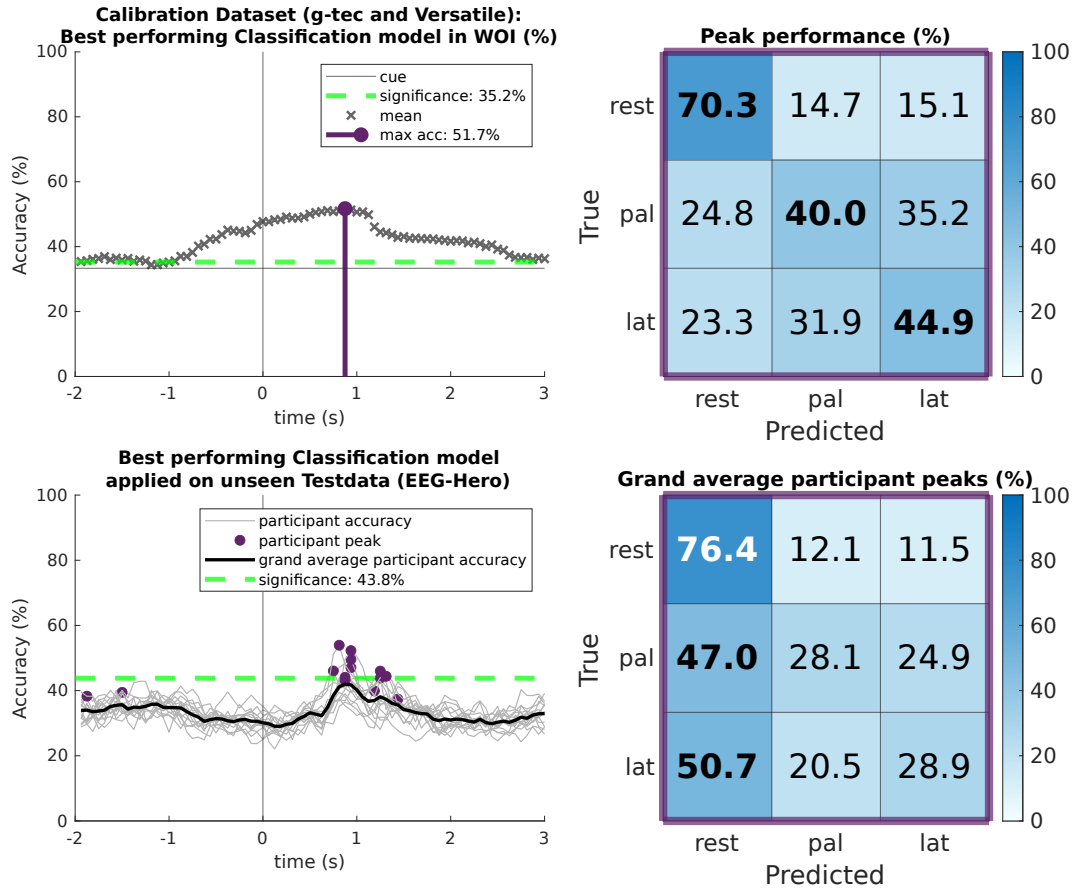 Calibration Dataset (g-tec and Versatile):
Best performing Classification model in WOI (%)
100
80
60
40
20
0
Accuracy (%)
cue
significance: 35.2%
mean
max acc: 51.7%
-2
-1
0
1
2
3
time (s)
Peak performance (%)
True
rest
70.3
14.7
15.1
pal
24.8
40.0
35.2
lat
23.3
31.9
44.9
rest
pal
lat
Predicted
100
80
60
40
20
0
Best performing Classification model
applied on unseen Testdata (EEG-Hero)
100
80
60
40
20
0
Accuracy (%)
participant accuracy
participant peak
grand average participant accuracy
significance: 43.8%
-2
-1
0
1
2
3
time (s)
Grand average participant peaks (%)
True
rest
76.4
12.1
11.5
pal
47.0
28.1
24.9
lat
50.7
20.5
28.9
rest
pal
lat
Predicted
100
80
60
40
20
0